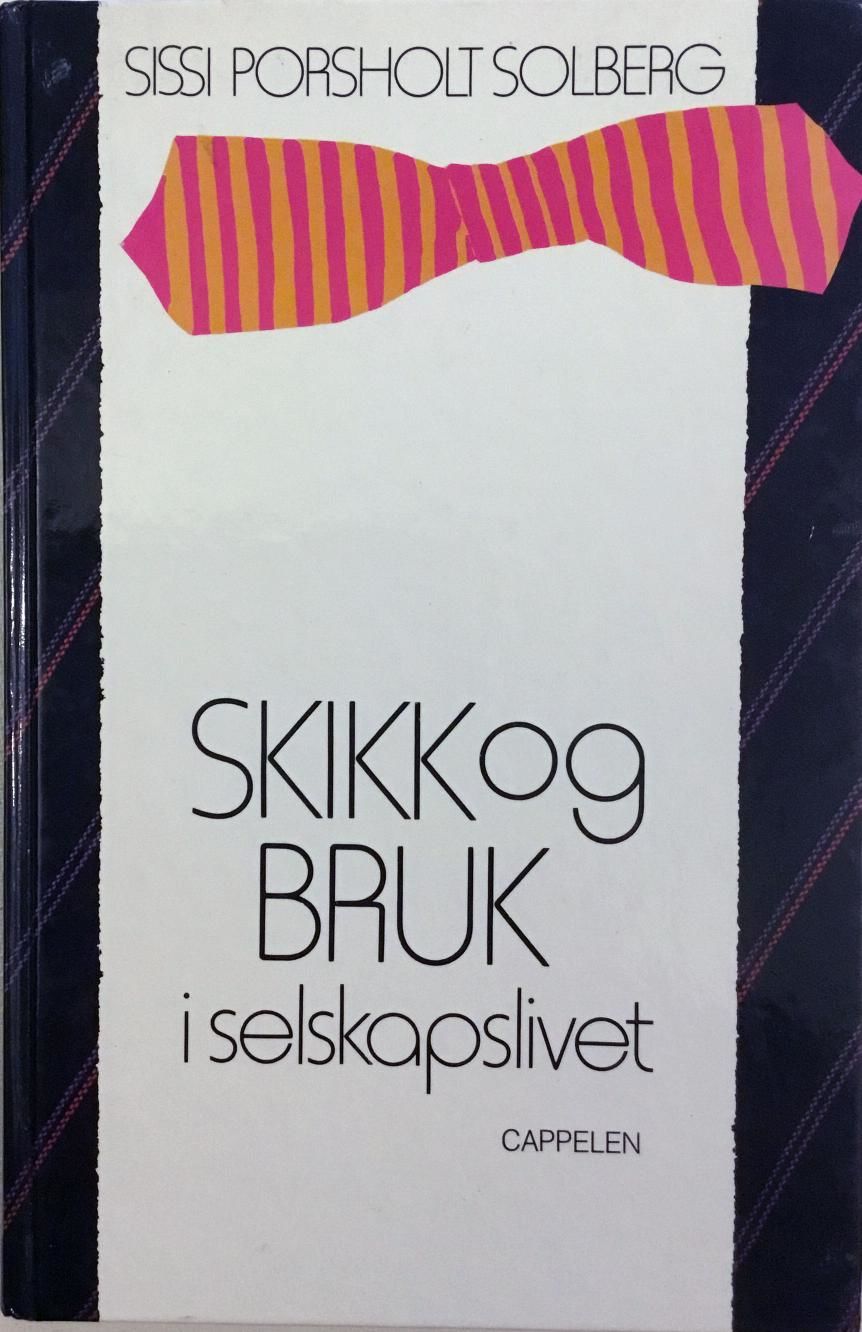 SISSI PORSHOLT SOLBERG
SKIKK og
BRUK
i selskapslivet
CAPPELEN